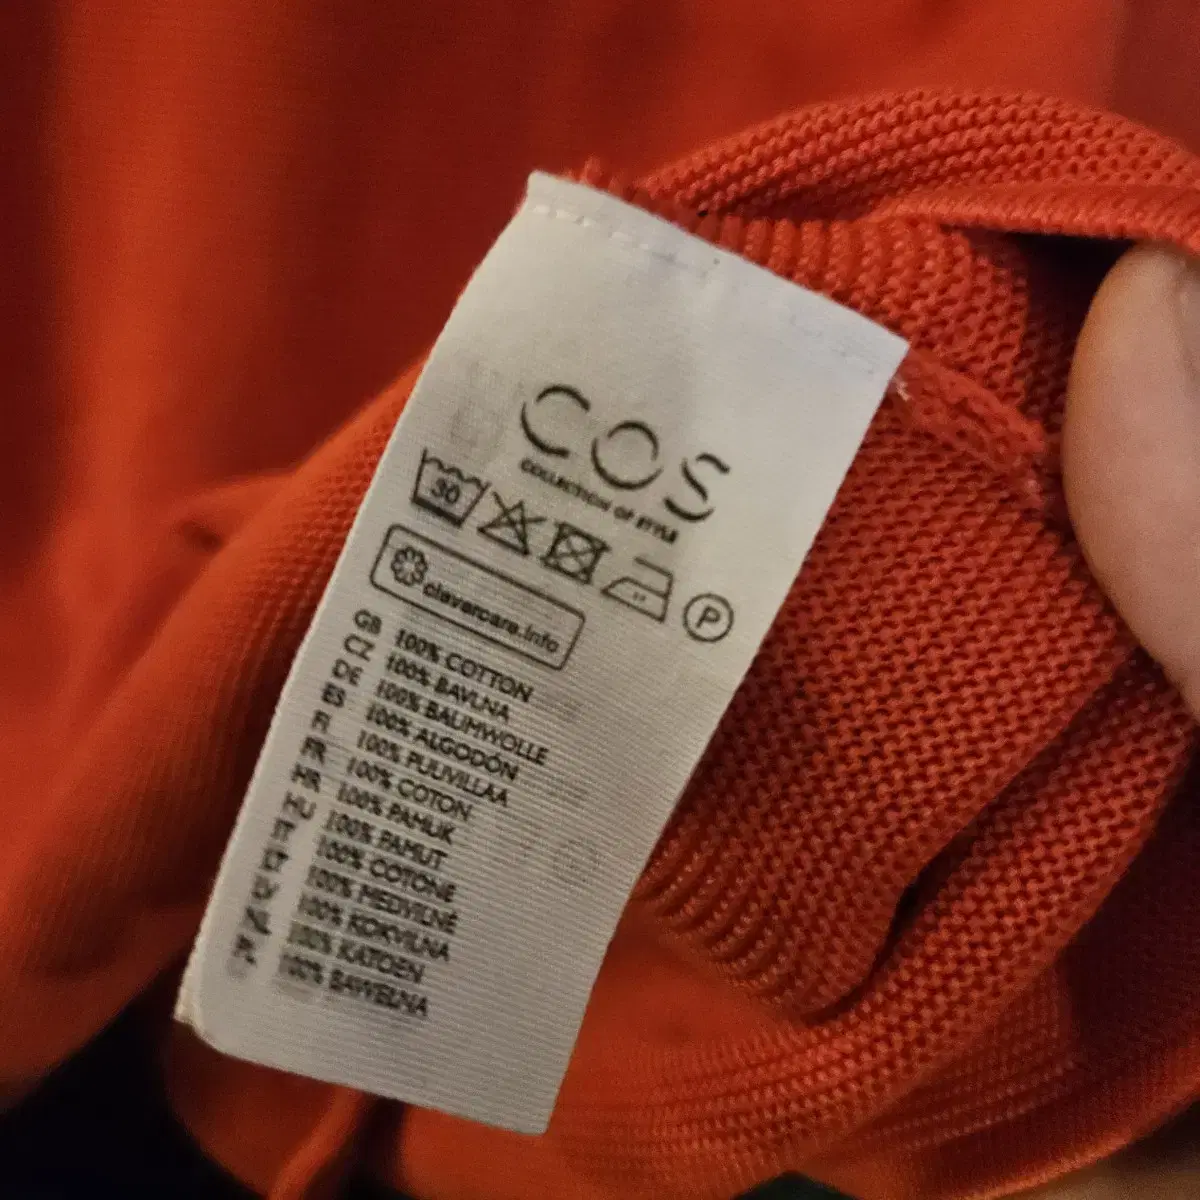 COS
COLLECTION OF STYLE
30
P
clevercare.info
GB 100% COTTON
CZ 100% BAVLNA
DE 100% BAUMWOLLE
ES 100% ALGODÓN
FI 100% PUUVILLAA
FR 100% COTON
HR 100% PAMUK
HU 100% PAMUT
IT 100% COTONE
LT 100% MEDVILNĖ
LV 100% KOKVILNA
NL 100% KATOEN
PL 100% BAWEŁNA